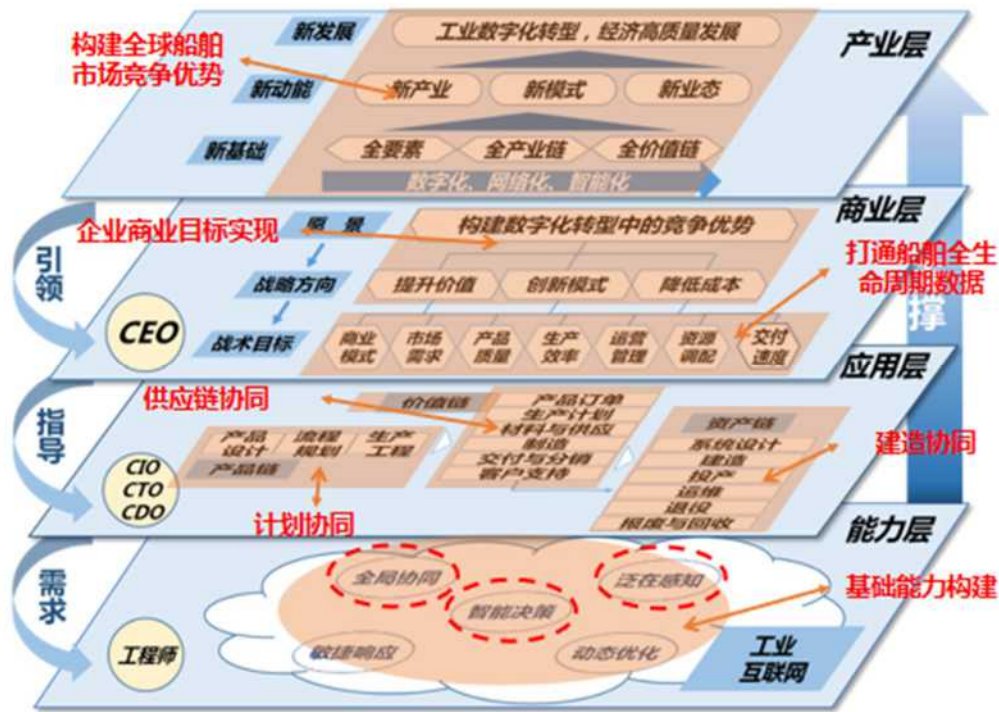 新发展
工业数字化转型，经济高质量发展
产业层
构建全球船舶
市场竞争优势
新动能
新产业
新模式
新业态
新基础
全要素
全产业链
全价值链
数字化、网络化、智能化
商业层
企业商业目标实现
愿 景
构建数字化转型中的竞争优势
打通船舶全生
命周期数据
引领
战略方向
提升价值
创新模式
降低成本
撑
CEO
战术目标
商业
模式
市场
需求
产品
质量
生产
效率
运营
管理
资源
调配
交付
速度
应用层
供应链协同
价值链
产品订单
生产计划
材料与供应
制造
交付与分销
客户支持
指导
产品
设计
流程
规划
生产
工程
产品链
资产链
系统设计
建造
投产
运维
退役
报废与回收
建造协同
CIO
CTO
CDO
计划协同
能力层
需求
全局协同
泛在感知
智能决策
基础能力构建
敏捷响应
动态优化
工程师
工业
互联网